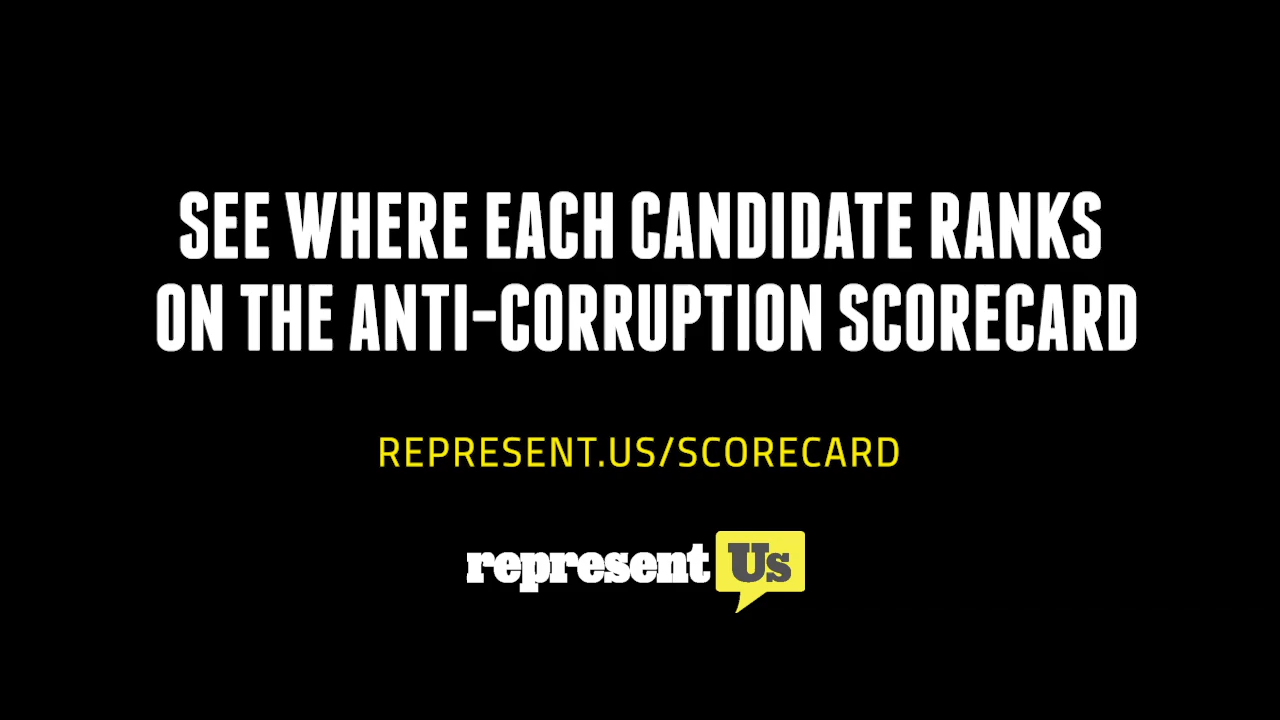 SEE WHERE EACH CANDIDATE RANKS
ON THE ANTI-CORRUPTION SCORECARD
REPRESENT.US/SCORECARD
represent Us